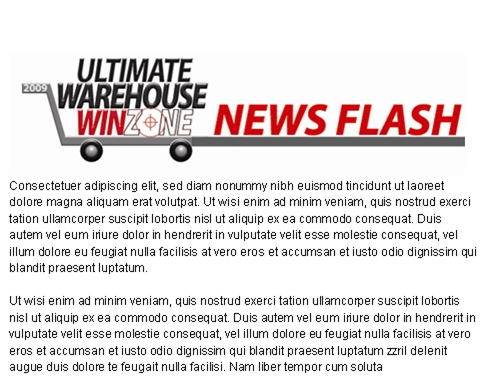 2009
ULTIMATE
WAREHOUSE
WINZONE
NEWS FLASH
Consectetuer adipiscing elit, sed diam nonummy nibh euismod tincidunt ut laoreet
dolore magna aliquam erat volutpat. Ut wisi enim ad minim veniam, quis nostrud exerci
tation ullamcorper suscipit lobortis nisl ut aliquip ex ea commodo consequat. Duis
autem vel eum iriure dolor in hendrerit in vulputate velit esse molestie consequat, vel
illum dolore eu feugiat nulla facilisis at vero eros et accumsan et iusto odio dignissim qui
blandit praesent luptatum.
Ut wisi enim ad minim veniam, quis nostrud exerci tation ullamcorper suscipit lobortis
nisl ut aliquip ex ea commodo consequat. Duis autem vel eum iriure dolor in hendrerit in
vulputate velit esse molestie consequat, vel illum dolore eu feugiat nulla facilisis at vero
eros et accumsan et iusto odio dignissim qui blandit praesent luptatum zzril delenit
augue duis dolore te feugait nulla facilisi. Nam liber tempor cum soluta